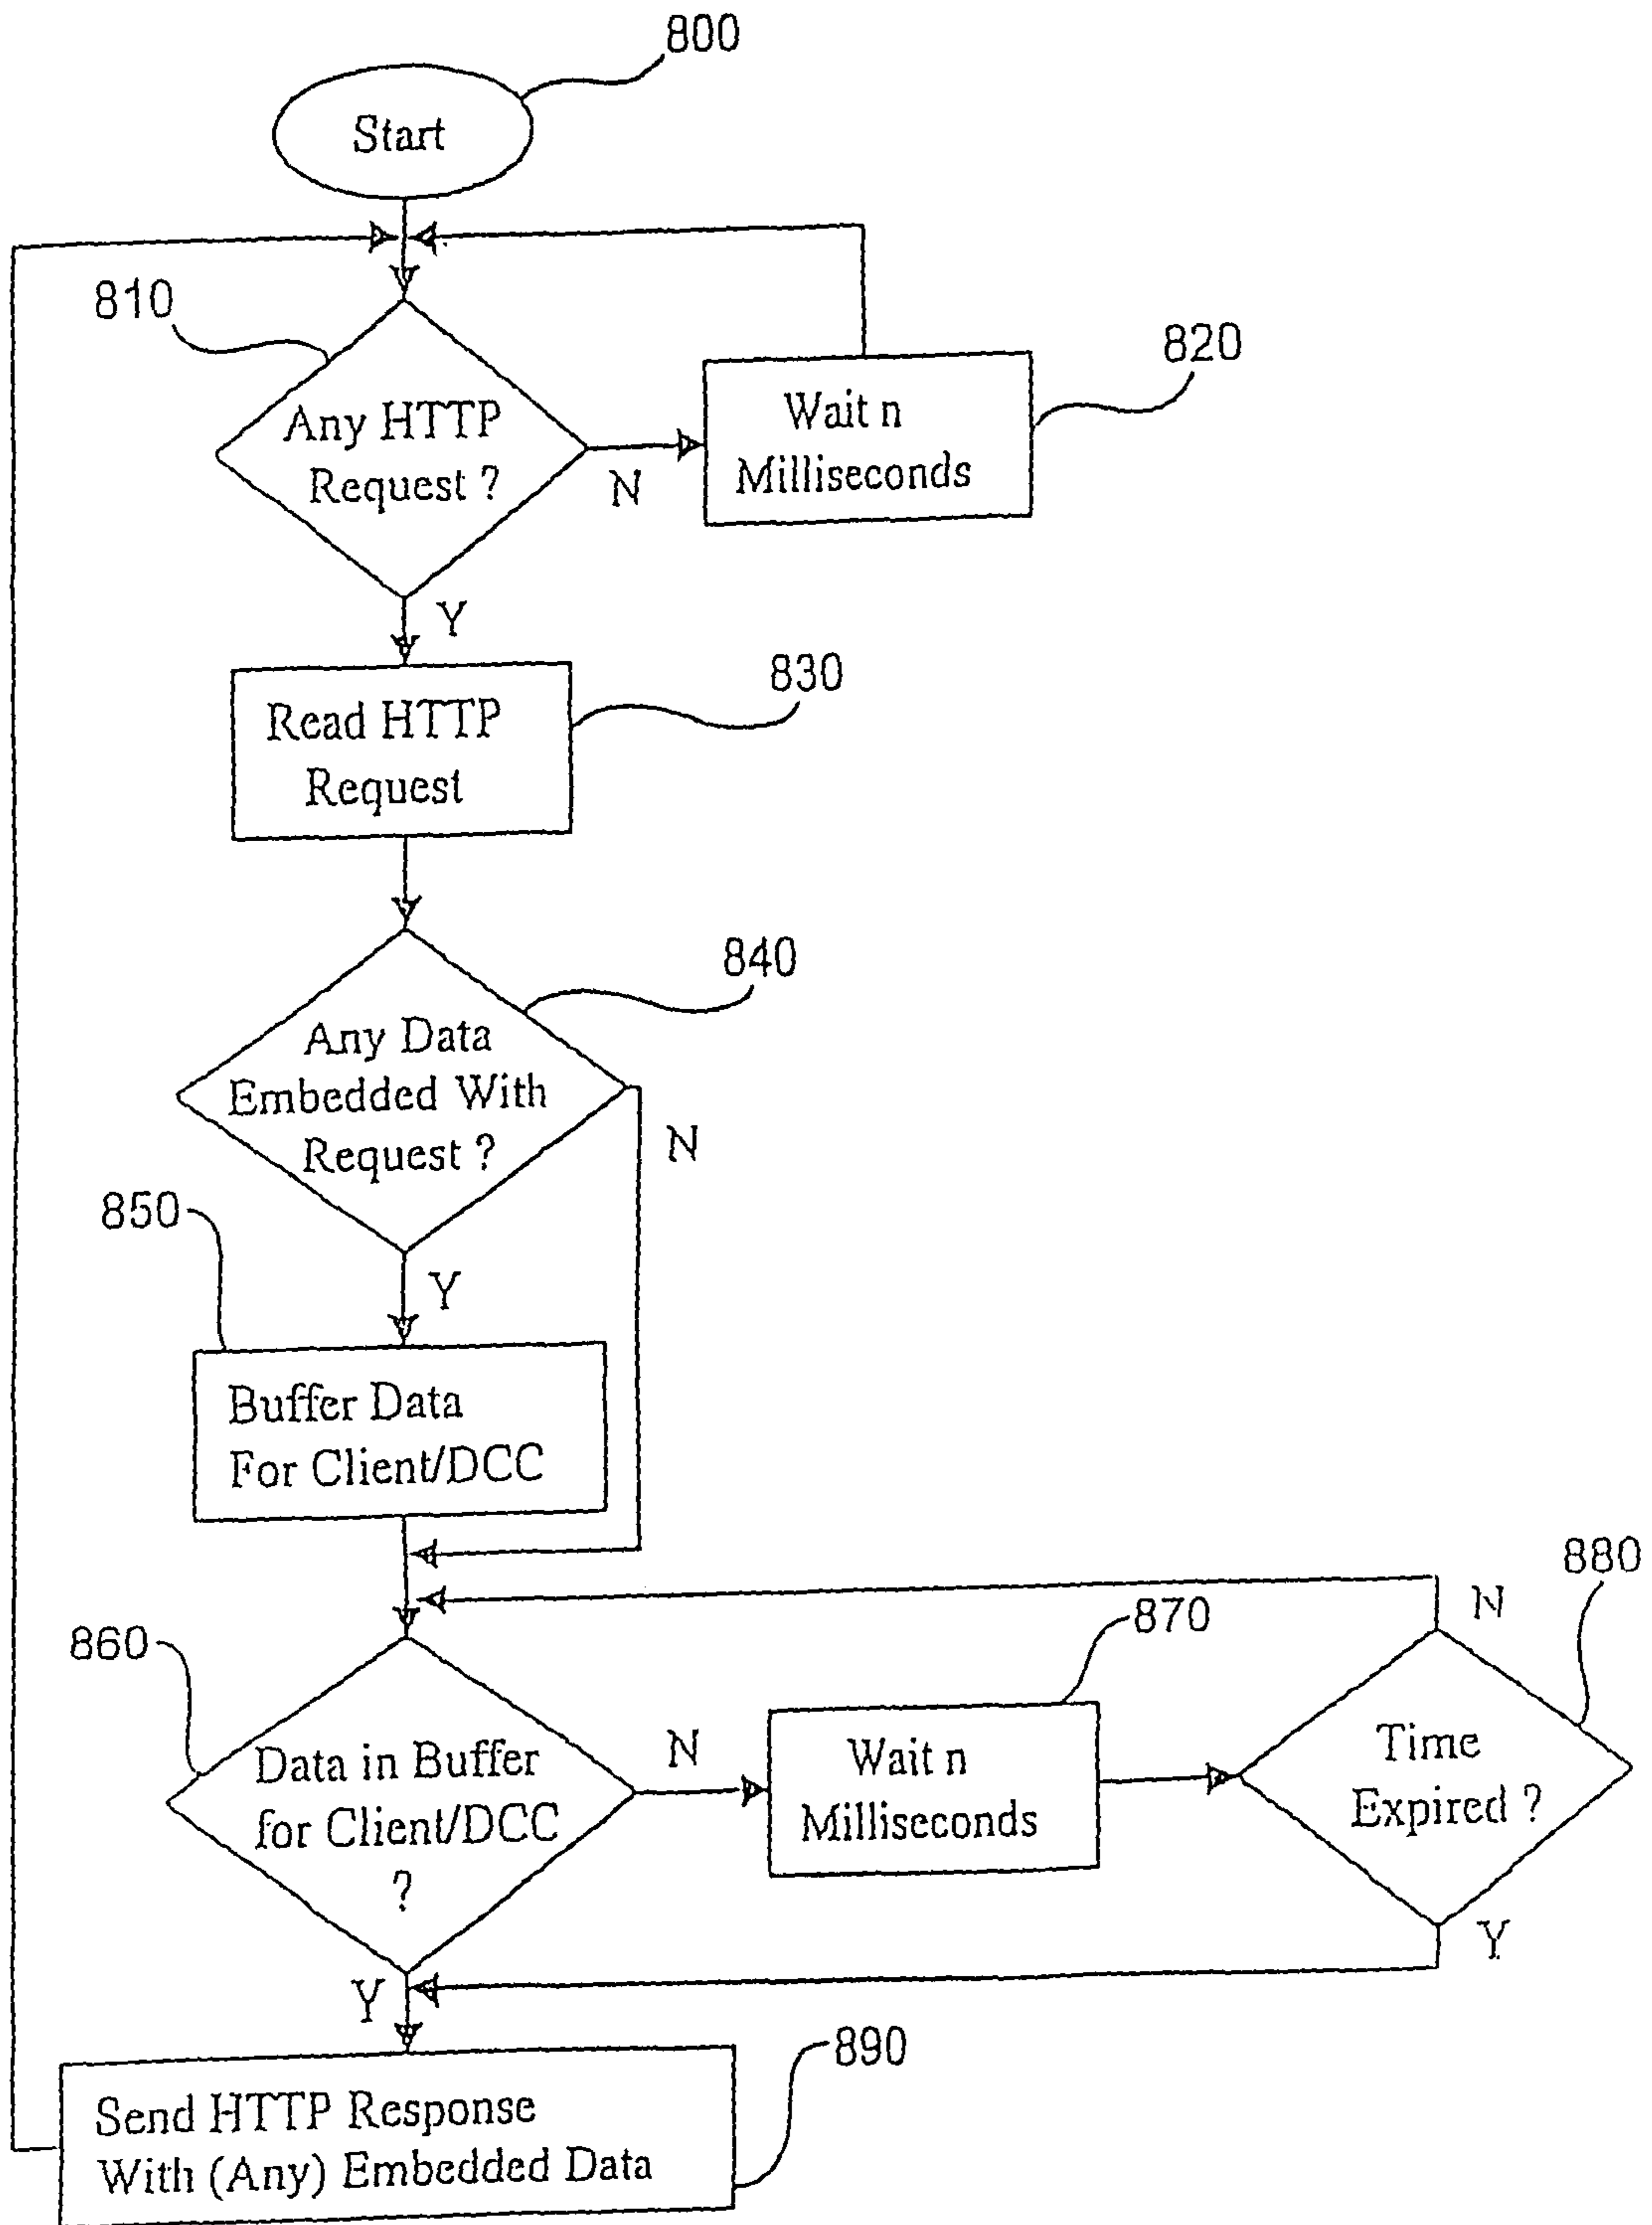 800
Start
810
Any HTTP
Request ?
N
820
Wait n
Milliseconds
Y
830
Read HTTP
Request
840
Any Data
Embedded With
Request ?
N
850
Y
Buffer Data
For Client/DCC
880
N
870
860
Data in Buffer
for Client/DCC
?
N
Wait n
Milliseconds
Time
Expired ?
Y
Y
890
Send HTTP Response
With (Any) Embedded Data